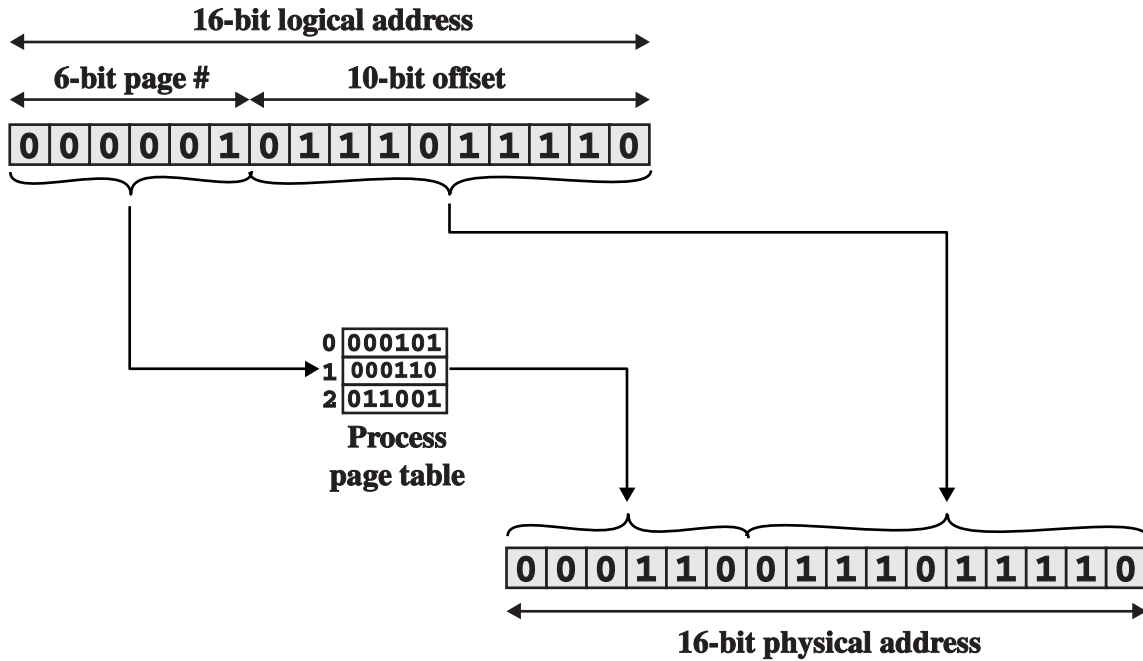 16-bit logical address
6-bit page # 10-bit offset
0 0 0 0 0 1 0 1 1 1 0 1 1 1 1 0
0 000101
1 000110
2 011001
Process
page table
0 0 0 1 1 0 0 1 1 1 0 1 1 1 1 0
16-bit physical address